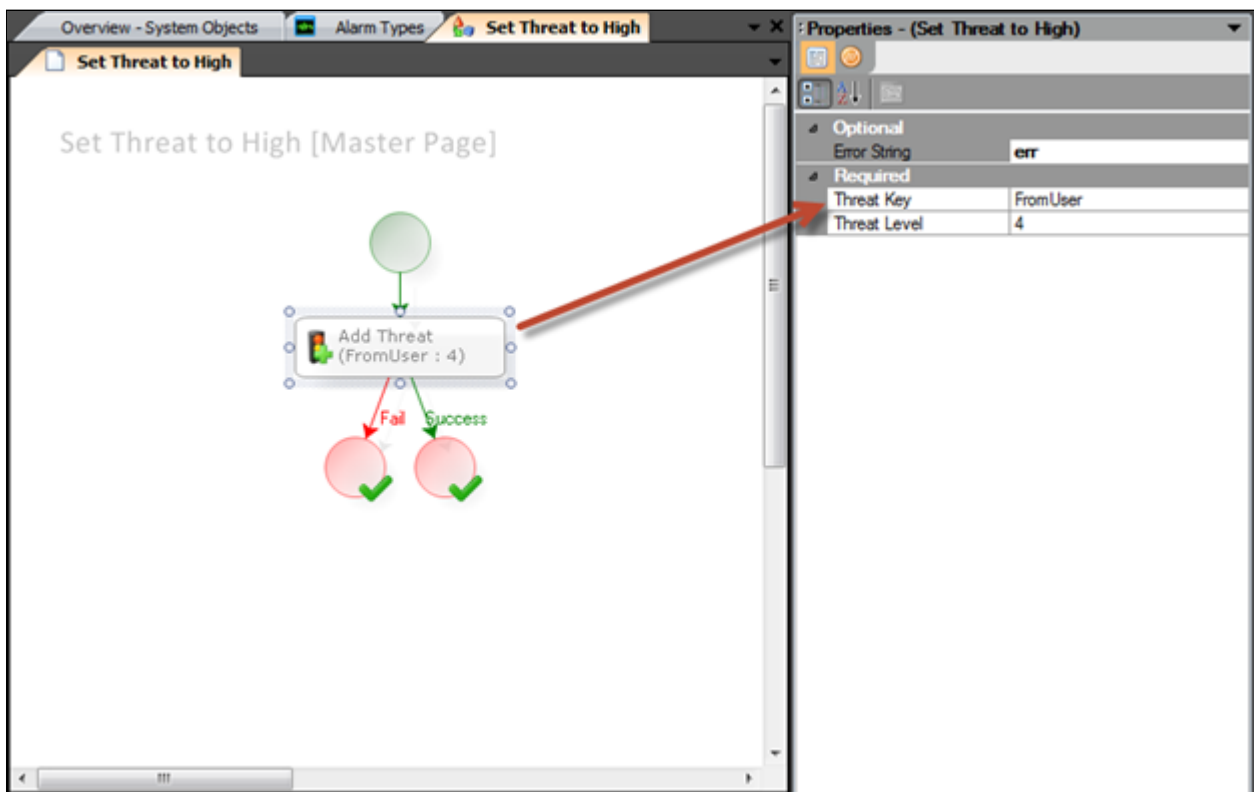 Overview - System Objects
Alarm Types
Set Threat to High
Set Threat to High
Set Threat to High [Master Page]
Add Threat
(FromUser : 4)
Fail
Success
Properties - (Set Threat to High)
Optional
Error String err
Required
Threat Key FromUser
Threat Level 4